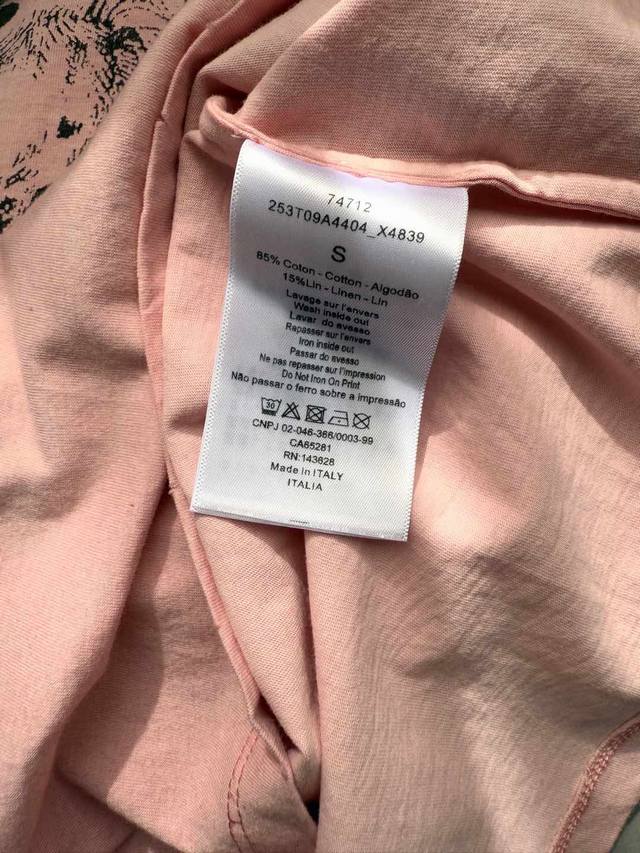 74712
253T09A4404_X4839
S
85% Coton - Cotton - Algodão
15%Lin - Linen - Lin
Lavage sur l'envers
Wash inside out
Lavar do avesso
Repasser sur l'envers
Iron inside out
Passar do avesso
Ne pas repasser sur l'impression
Do Not Iron On Print
Não passar o ferro sobre a impressão
30
CNPJ 02-046-366/0003-99
CA65281
RN:143628
Made in ITALY
ITALIA